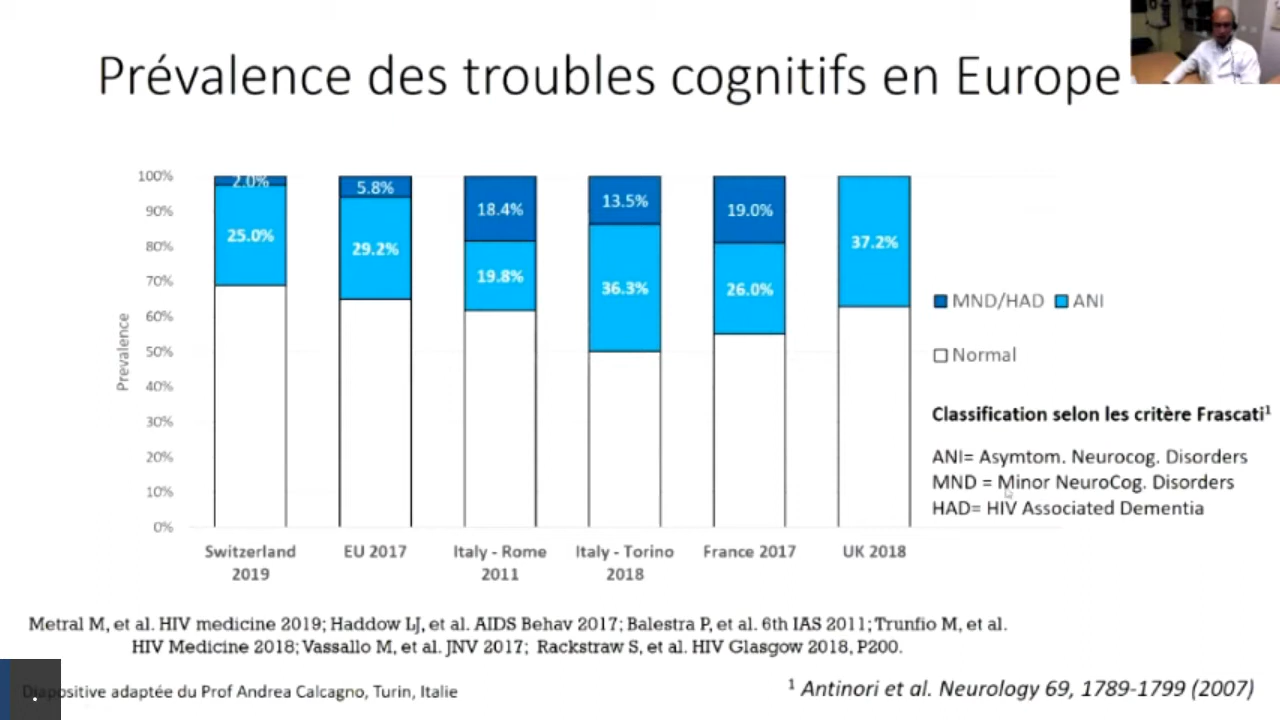 Prévalence des troubles cognitifs en Europe
Prevalence
100%
90%
80%
70%
60%
50%
40%
30%
20%
10%
0%
2.0%
25.0%
5.8%
29.2%
18.4%
19.8%
13.5%
36.3%
19.0%
26.0%
37.2%
Switzerland
2019
EU 2017
Italy - Rome
2011
Italy - Torino
2018
France 2017
UK 2018
MND/HAD ANI
Normal
Classification selon les critère Frascati¹
ANI= Asymtom. Neurocog. Disorders
MND = Minor NeuroCog. Disorders
HAD= HIV Associated Dementia
Metral M, et al. HIV medicine 2019; Haddow LJ, et al. AIDS Behav 2017; Balestra P, et al. 6th IAS 2011; Trunfio M, et al.
HIV Medicine 2018; Vassallo M, et al. JNV 2017; Rackstraw S, et al. HIV Glasgow 2018, P200.
Diapositive adaptée du Prof Andrea Calcagno, Turin, Italie
¹ Antinori et al. Neurology 69, 1789-1799 (2007)